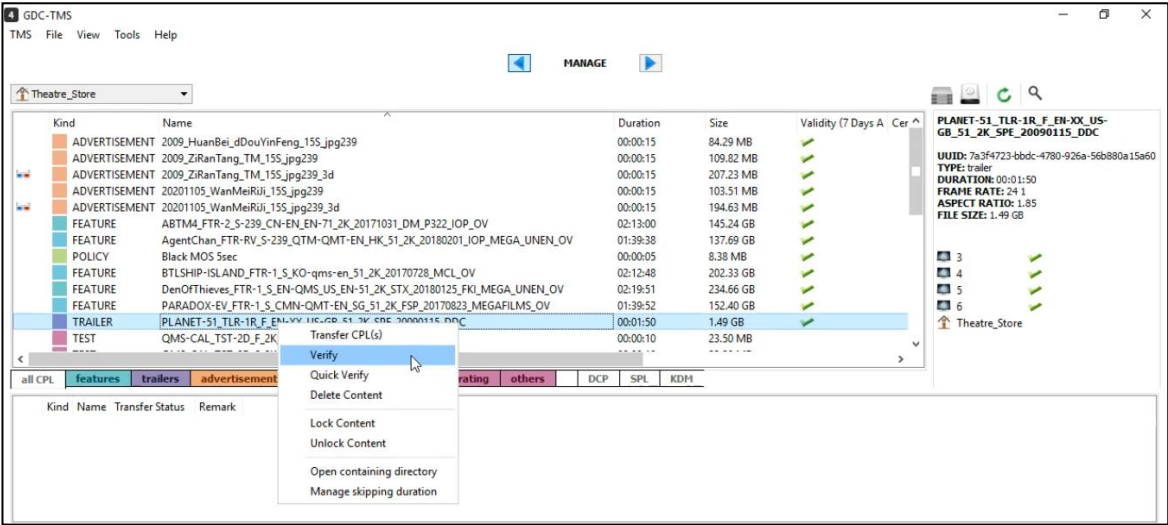 4 GDC-TMS
TMS File View Tools Help
MANAGE
Theatre_Store
Kind Name Duration Size Validity (7 Days A Cer
ADVERTISEMENT 2009_HuanBei_dDouYinFeng_15S_jpg239 00:00:15 84.29 MB
ADVERTISEMENT 2009_ZiRanTang_TM_15S_jpg239 00:00:15 109.82 MB
ADVERTISEMENT 2009_ZiRanTang_TM_15S_jpg239_3d 00:00:15 207.23 MB
ADVERTISEMENT 20201105_WanMeiRiJi_15S_jpg239 00:00:15 103.51 MB
ADVERTISEMENT 20201105_WanMeiRiJi_15S_jpg239_3d 00:00:15 194.63 MB
FEATURE ABTM4_FTR-2_S-239_CN-EN_EN-71_2K_20171031_DM_P322_IOP_OV 02:13:00 145.24 GB
FEATURE AgentChan_FTR-RV_S-239_QTM-QMT-EN_HK_51_2K_20180201_IOP_MEGA_UNEN_OV 01:39:38 137.69 GB
POLICY Black MOS 5sec 00:00:05 8.38 MB
FEATURE BTLSHIP-ISLAND_FTR-1_S_KO-qms-en_51_2K_20170728_MCL_OV 02:12:48 202.33 GB
FEATURE DenOfThieves_FTR-1_S_EN-QMS_US_EN-51_2K_STX_20180125_FKI_MEGA_UNEN_OV 02:19:51 234.66 GB
FEATURE PARADOX-EV_FTR-1_S_CMN-QMT-EN_SG_51_2K_FSP_20170823_MEGAFILMS_OV 01:39:52 152.40 GB
TRAILER PLANET-51_TLR-1R_F_EN-XX_US-GB_51_2K_SPE_20090115_DDC 00:01:50 1.49 GB
TEST QMS-CAL_TST-2D_F_2K 00:00:10 23.50 MB
all CPL features trailers advertisement rating others DCP SPL KDM
Transfer CPL(s)
Verify
Quick Verify
Delete Content
Lock Content
Unlock Content
Open containing directory
Manage skipping duration
Kind Name Transfer Status Remark
PLANET-51_TLR-1R_F_EN-XX_US-
GB_51_2K_SPE_20090115_DDC
UUID: 7a3f4723-bbdc-4780-926a-56b880a15a60
TYPE: trailer
DURATION: 00:01:50
FRAME RATE: 24 1
ASPECT RATIO: 1.85
FILE SIZE: 1.49 GB
3
4
5
6
Theatre_Store